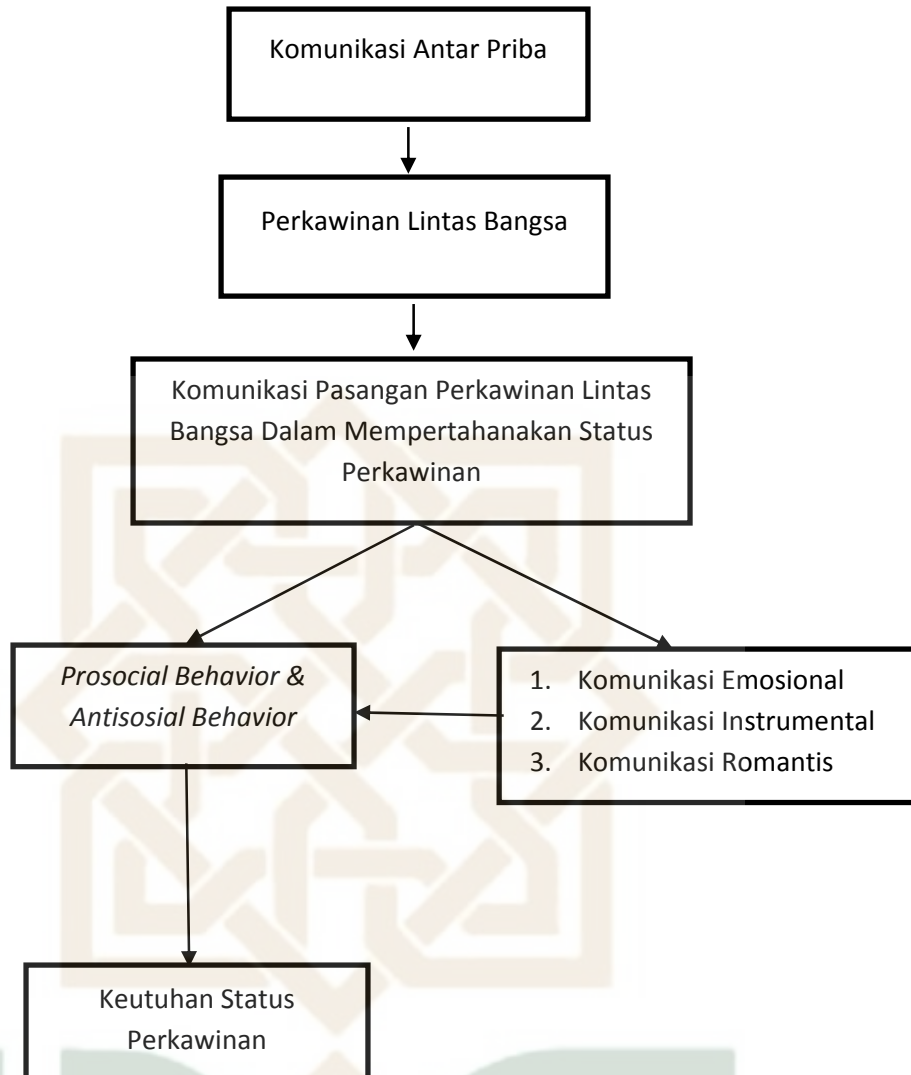 Komunikasi Antar Priba
Perkawinan Lintas Bangsa
Komunikasi Pasangan Perkawinan Lintas
Bangsa Dalam Mempertahanakan Status
Perkawinan
Prosocial Behavior &
Antisosial Behavior
1. Komunikasi Emosional
2. Komunikasi Instrumental
3. Komunikasi Romantis
Keutuhan Status
Perkawinan